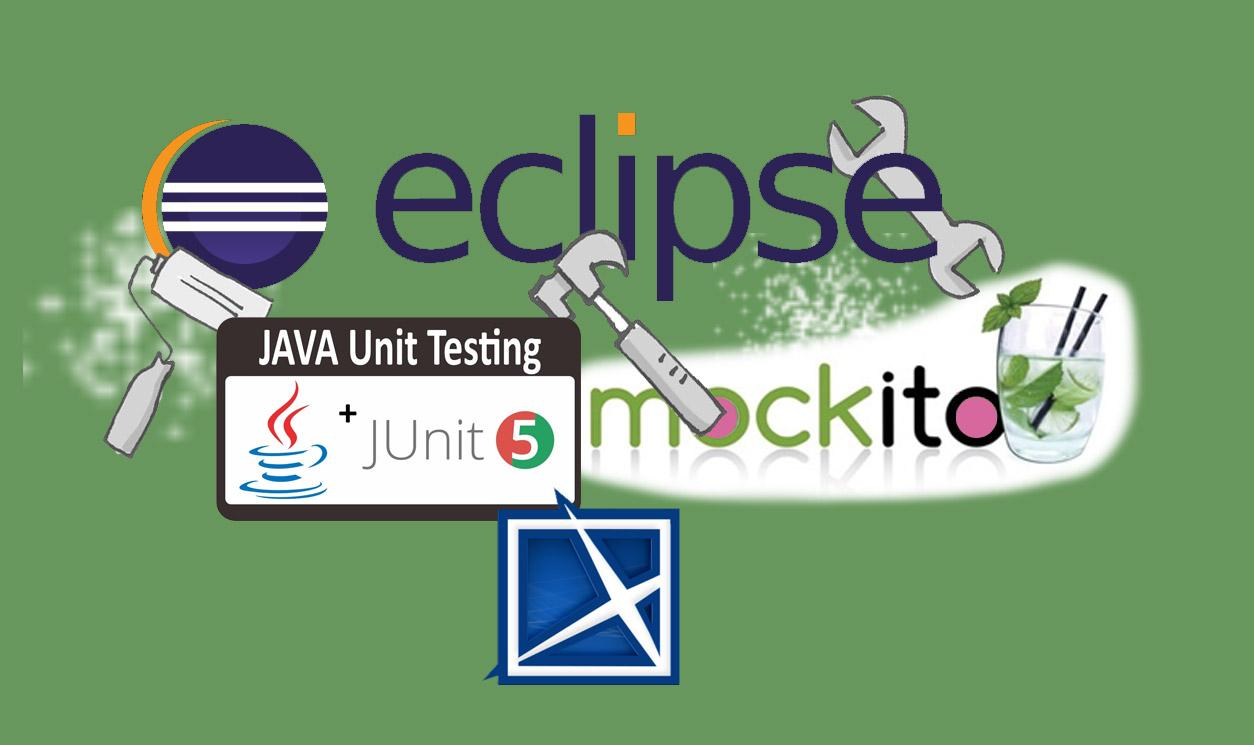 eclipse
JAVA Unit Testing
+
JUnit 5
mockito